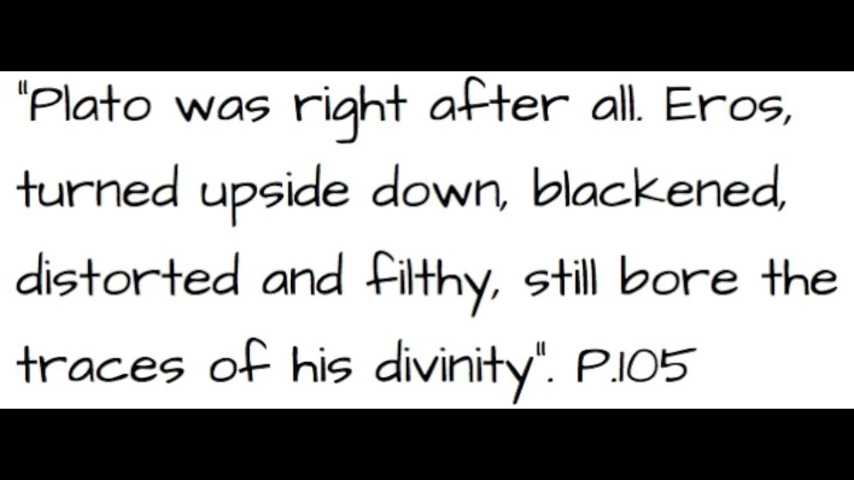 "Plato was right after all. Eros,
turned upside down, blackened,
distorted and filthy, still bore the
traces of his divinity". P.105